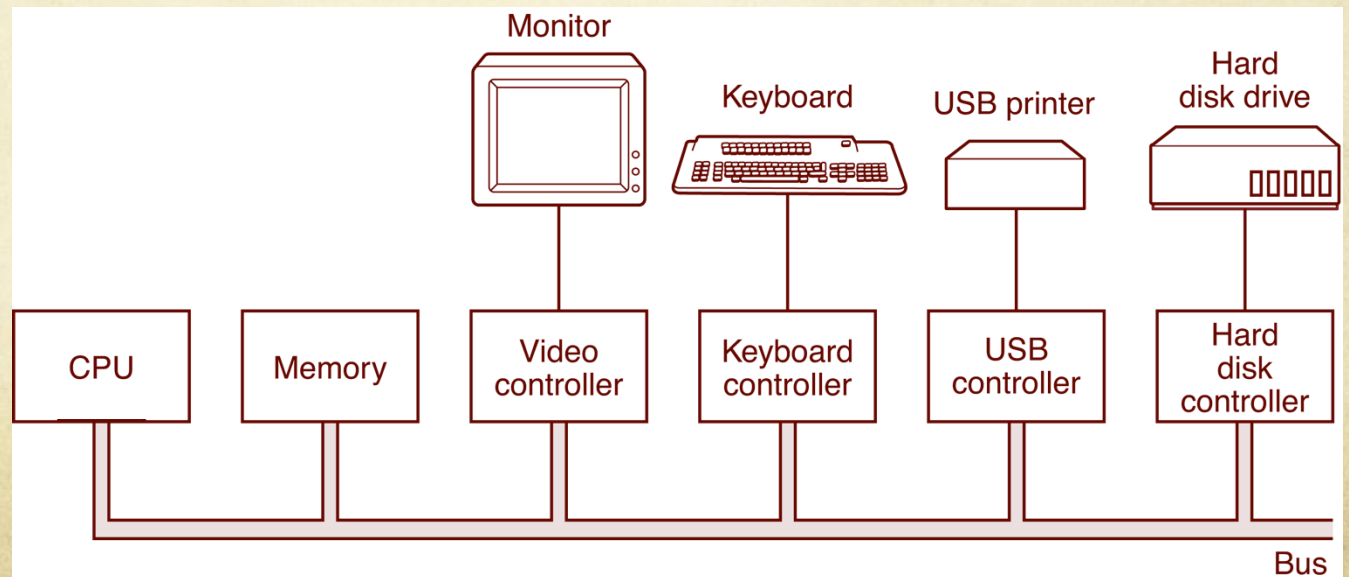 Monitor
Keyboard
USB printer
Hard
disk drive
CPU
Memory
Video
controller
Keyboard
controller
USB
controller
Hard
disk
controller
Bus